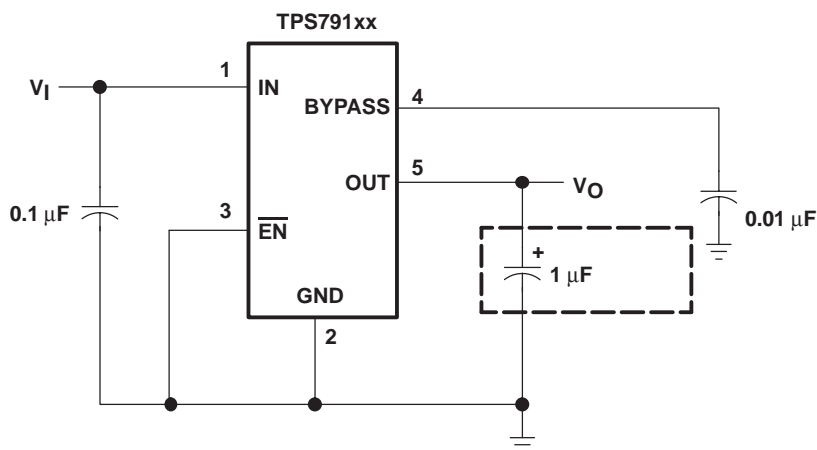 TPS791xx
VI
1
IN
BYPASS
4
OUT
5
VO
0.1 μF
3
E̅N̅
0.01 μF
+
1 μF
GND
2